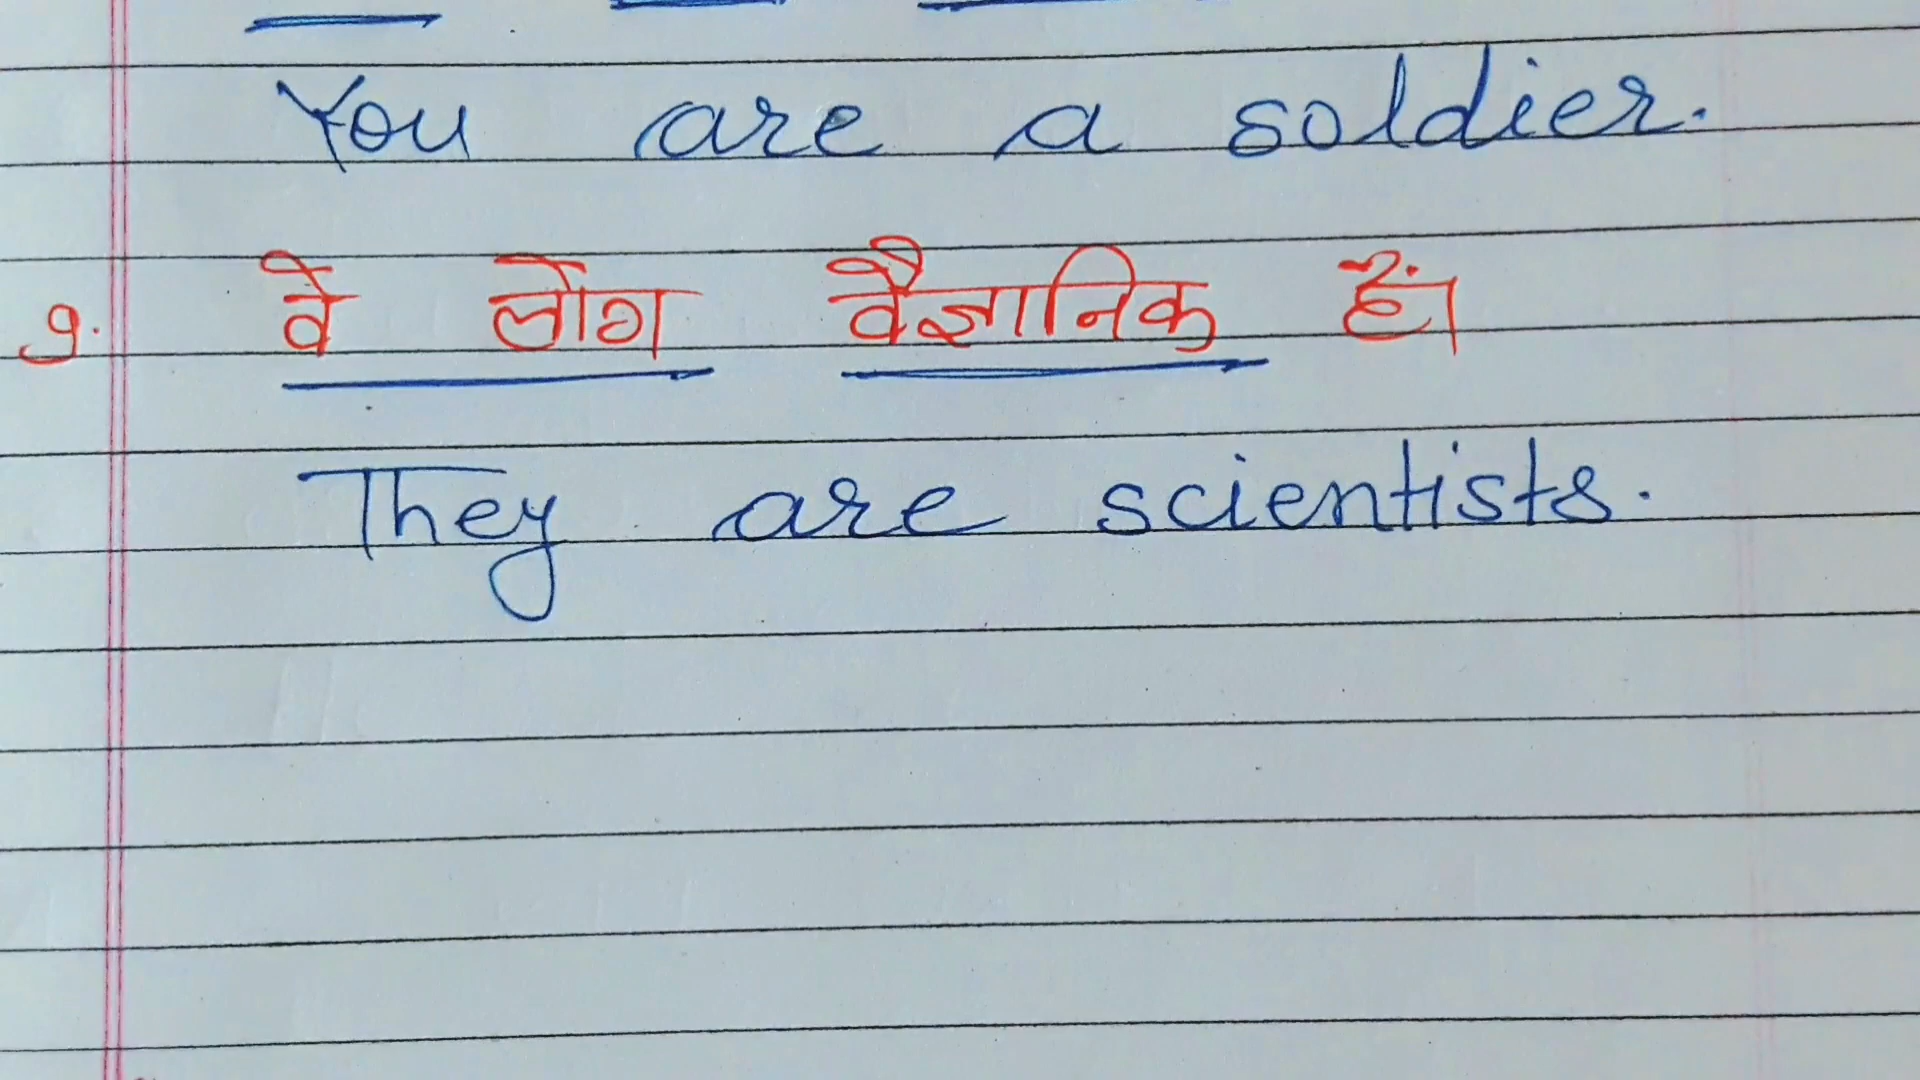 You are a soldier.
9. वे लोग वैज्ञानिक हैं।
They are scientists.